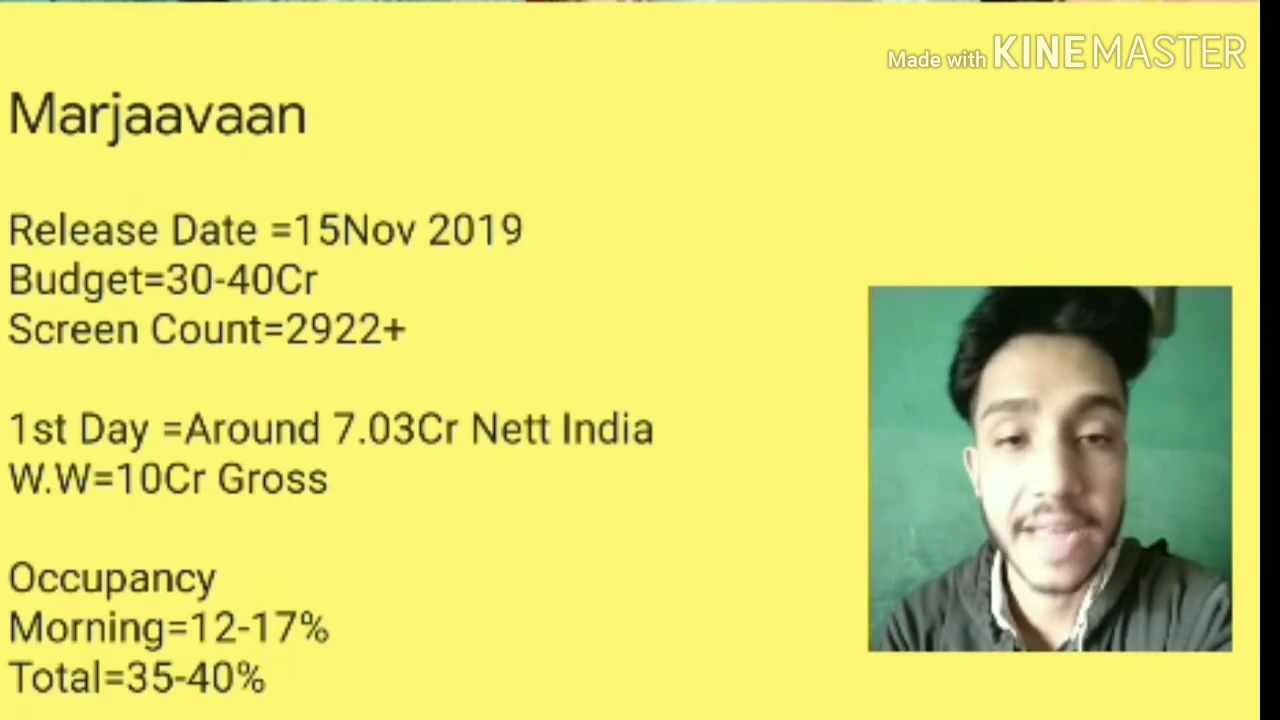 Made with KINEMASTER
Marjaavaan
Release Date =15Nov 2019
Budget=30-40Cr
Screen Count=2922+
1st Day =Around 7.03Cr Nett India
W.W=10Cr Gross
Occupancy
Morning=12-17%
Total=35-40%